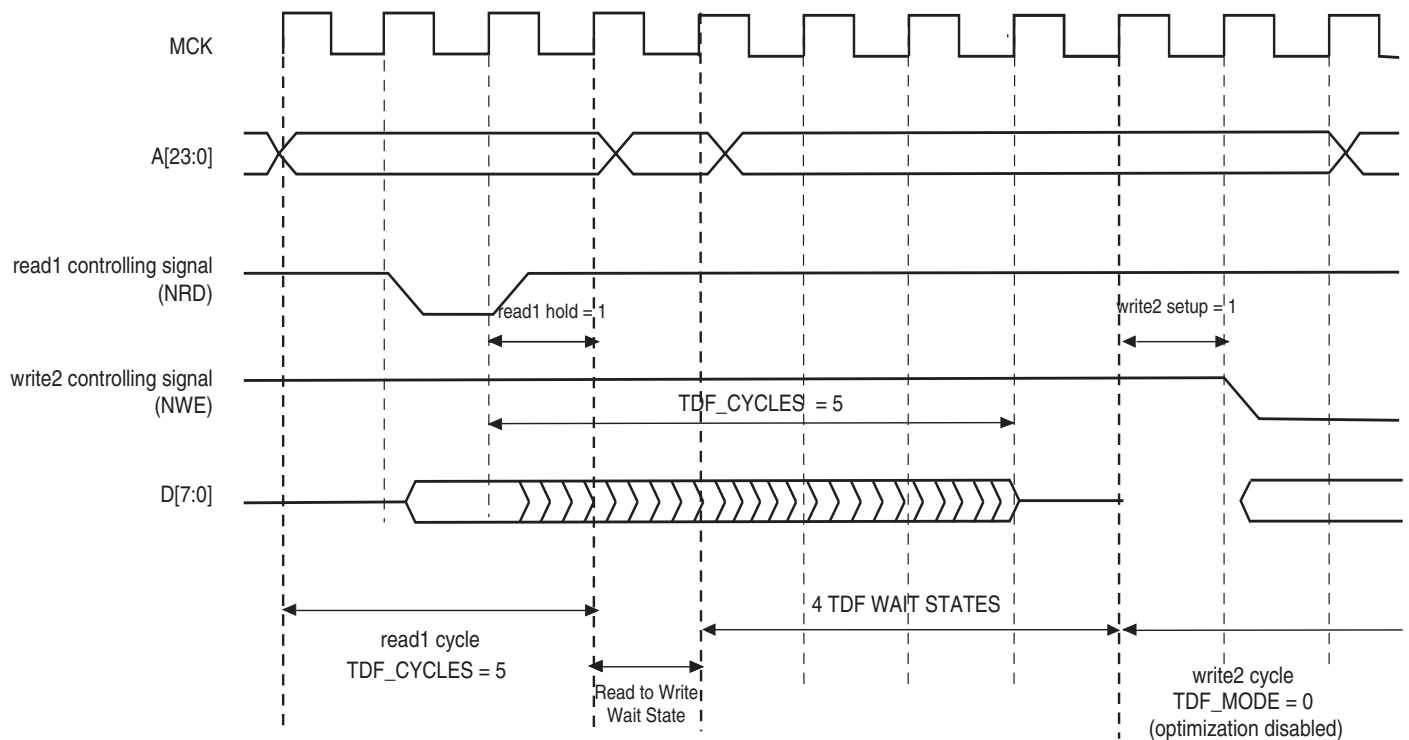 MCK
A[23:0]
read1 controlling signal
(NRD)
read1 hold = 1
write2 setup = 1
write2 controlling signal
(NWE)
TDF_CYCLES = 5
D[7:0]
4 TDF WAIT STATES
read1 cycle
TDF_CYCLES = 5
Read to Write
Wait State
write2 cycle
TDF_MODE = 0
(optimization disabled)